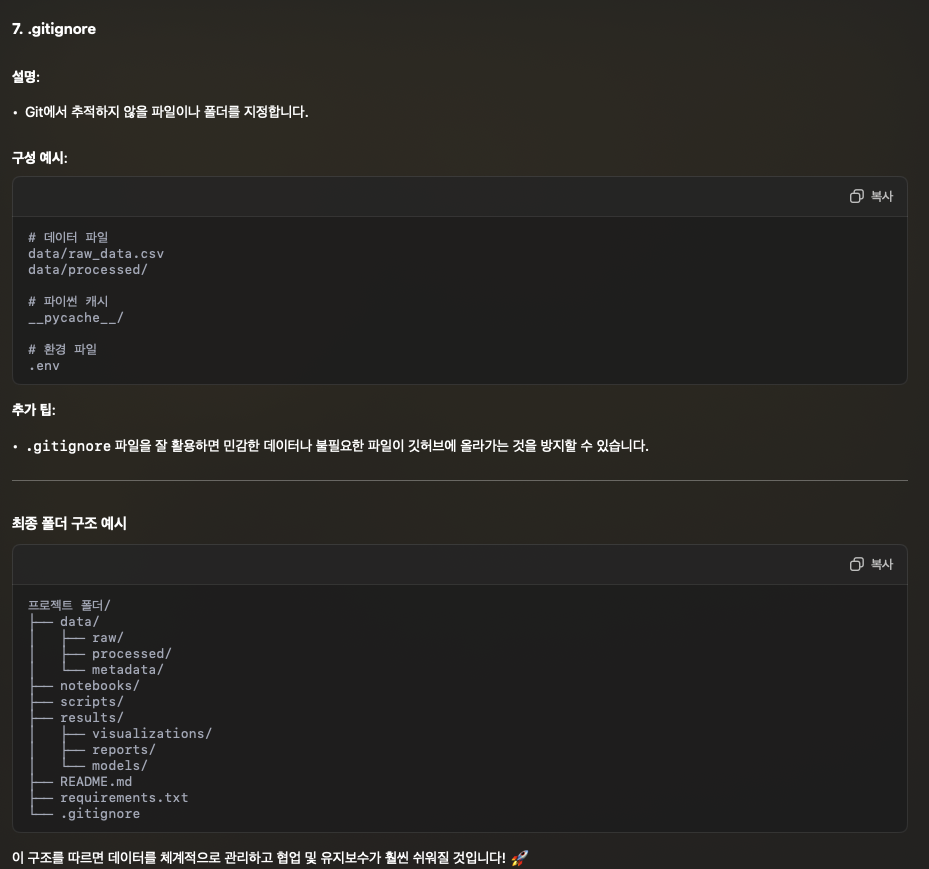 7. .gitignore
설명:
• Git에서 추적하지 않을 파일이나 폴더를 지정합니다.
구성 예시:
복사
# 데이터 파일
data/raw_data.csv
data/processed/
# 파이썬 캐시
__pycache__/
# 환경 파일
.env
추가 팁:
• .gitignore 파일을 잘 활용하면 민감한 데이터나 불필요한 파일이 깃허브에 올라가는 것을 방지할 수 있습니다.
최종 폴더 구조 예시
복사
프로젝트 폴더/
├── data/
│   ├── raw/
│   ├── processed/
│   └── metadata/
├── notebooks/
├── scripts/
├── results/
│   ├── visualizations/
│   ├── reports/
│   └── models/
├── README.md
├── requirements.txt
└── .gitignore
이 구조를 따르면 데이터를 체계적으로 관리하고 협업 및 유지보수가 훨씬 쉬워질 것입니다! 🚀